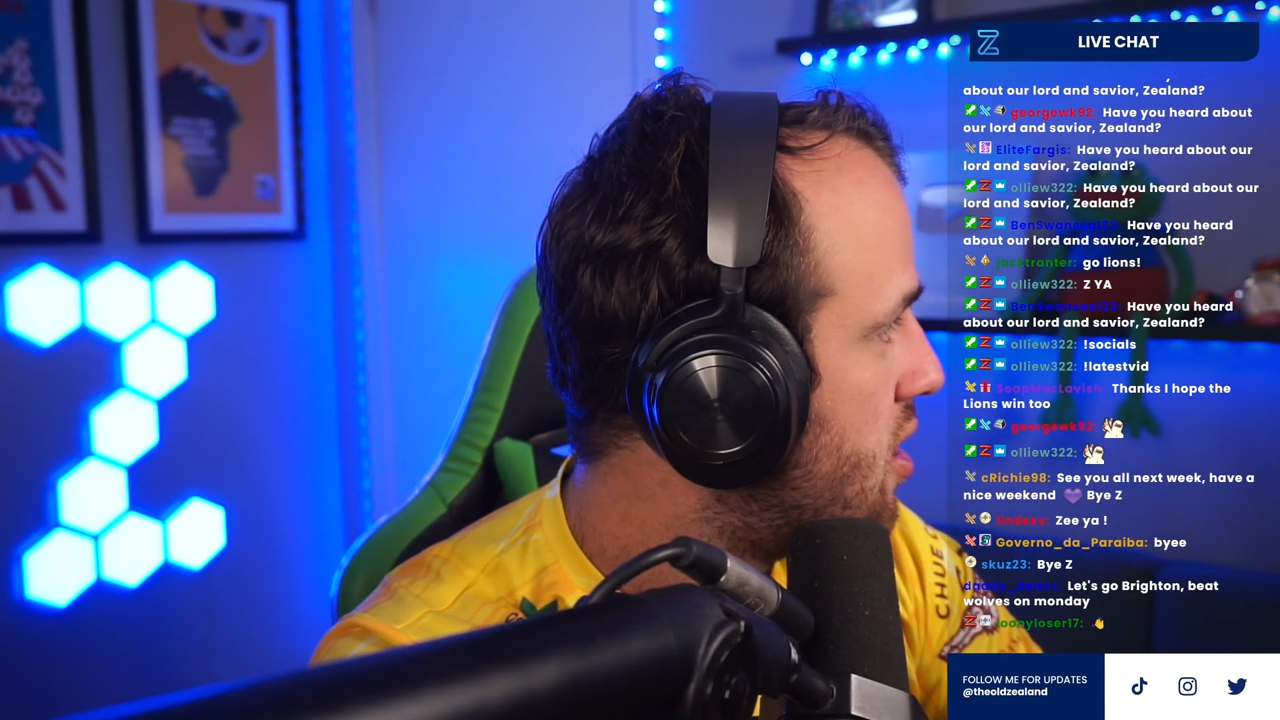 LIVE CHAT
about our lord and savior, Zealand?
georgewk92: Have you heard about
our lord and savior, Zealand?
EliteFargis: Have you heard about our
lord and savior, Zealand?
olliew322: Have you heard about our
lord and savior, Zealand?
Have you heard
about our lord and savior, Zealand?
go lions!
olliew322: Z YA
Have you heard
about our lord and savior, Zealand?
olliew322: !socials
olliew322: !latestvid
SoapMacLavish: Thanks I hope the
Lions win too
georgewk92:
olliew322:
cRichie98: See you all next week, have a
nice weekend 💜 Bye Z
Zee ya !
Governo_da_Paraiba: byee
skuz23: Bye Z
Let's go Brighton, beat
wolves on monday
loonyloser17: 👋
CHUE
FOLLOW ME FOR UPDATES
@theoldzealand